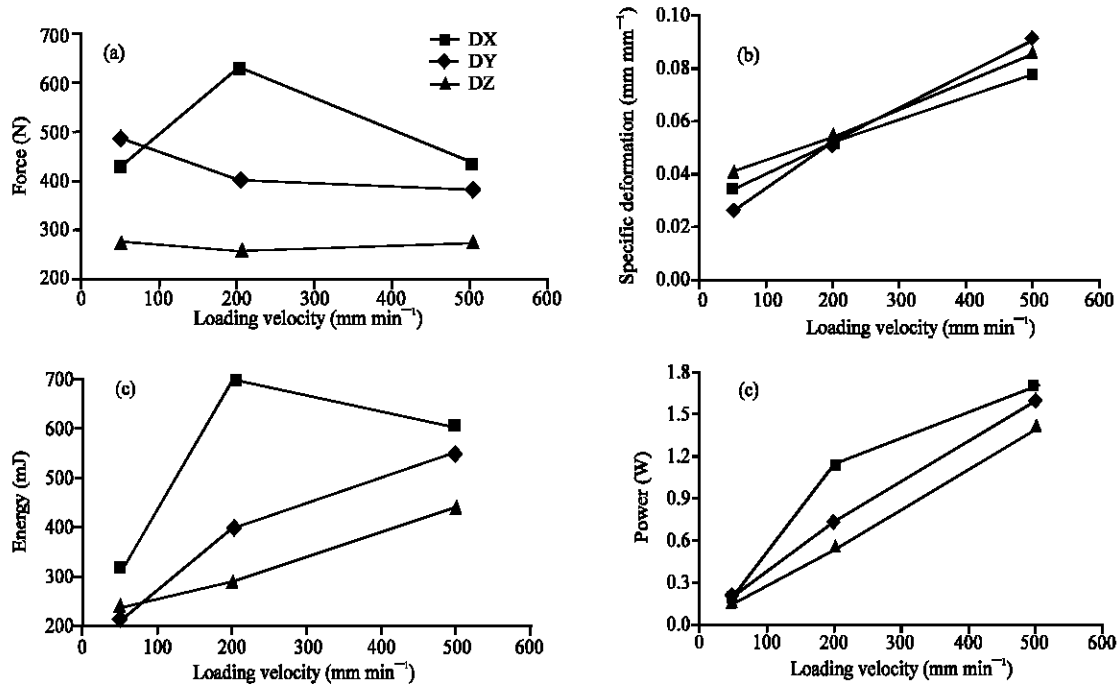 (a)
DX
DY
DZ
Force (N)
700
600
500
400
300
200
0 100 200 300 400 500 600
Loading velocity (mm min⁻¹)
(b)
Specific deformation (mm mm⁻¹)
0.10
0.08
0.06
0.04
0.02
0.00
0 100 200 300 400 500 600
Loading velocity (mm min⁻¹)
(c)
Energy (mJ)
700
600
500
400
300
200
0 100 200 300 400 500 600
Loading velocity (mm min⁻¹)
(c)
Power (W)
1.8
1.5
1.2
0.9
0.6
0.3
0.0
0 100 200 300 400 500 600
Loading velocity (mm min⁻¹)